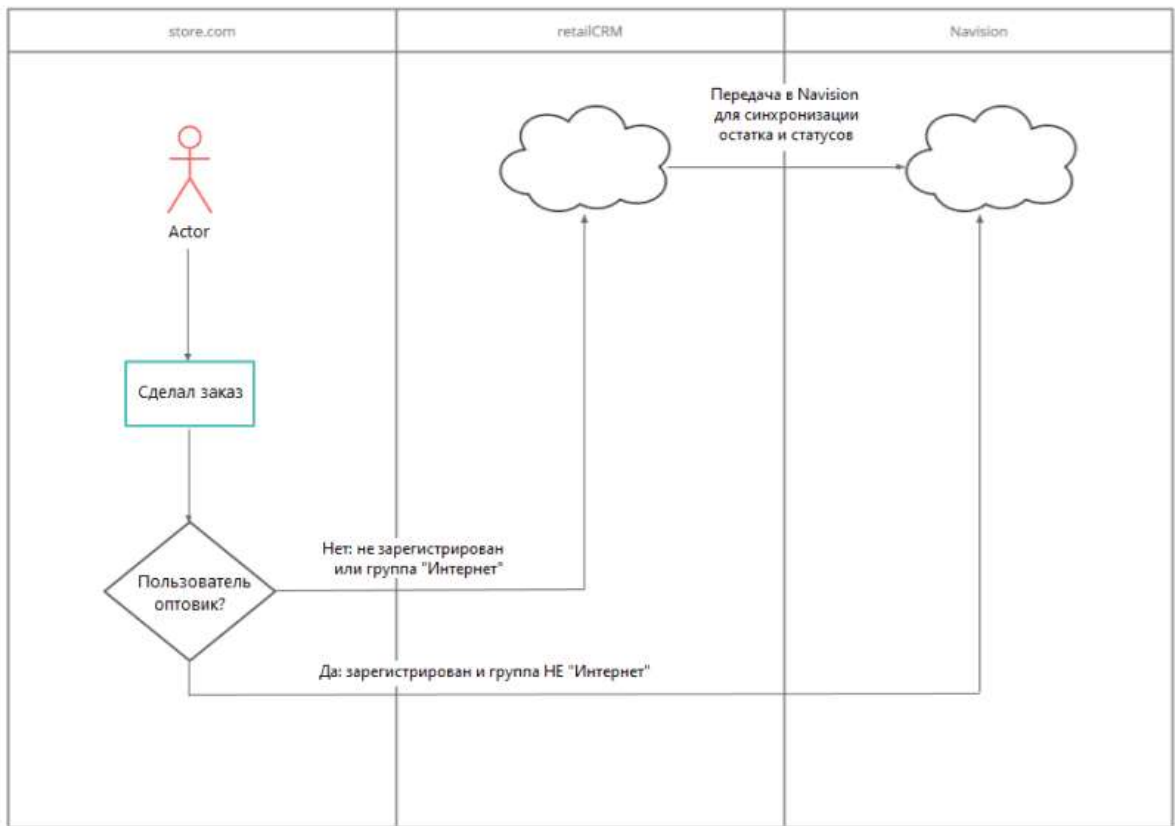 store.com
retailCRM
Navision
Передача в Navision
для синхронизации
остатка и статусов
Actor
Сделал заказ
Нет: не зарегистрирован
или группа "Интернет"
Пользователь
оптовик?
Да: зарегистрирован и группа НЕ "Интернет"